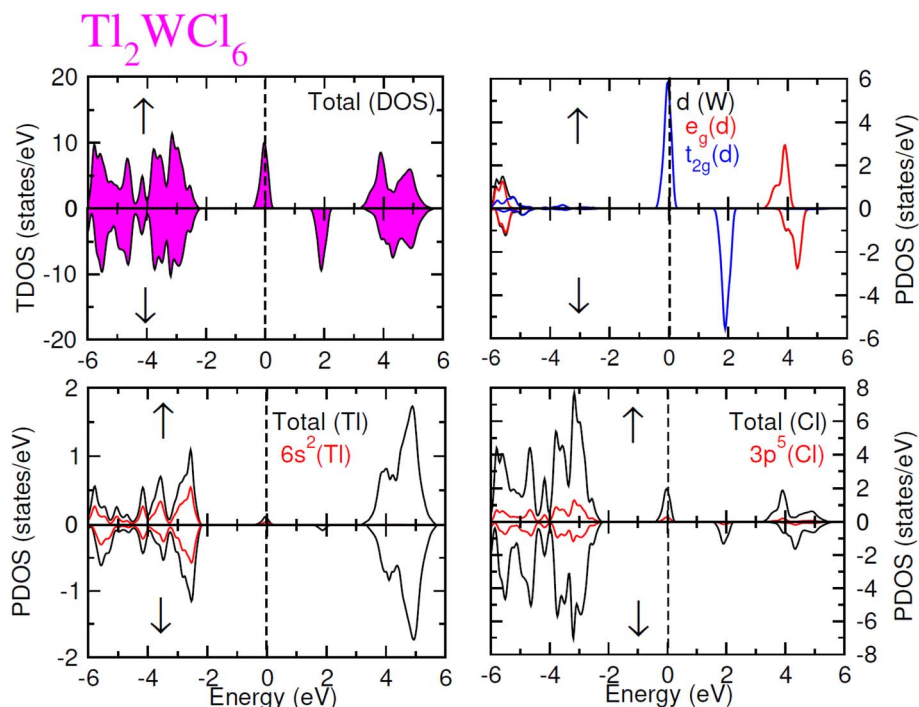 Tl₂WCl₆
20
10
0
-10
-20
TDOS (states/eV)
Total (DOS)
↑
↓
-6 -4 -2 0 2 4 6
6
4
2
0
-2
-4
-6
PDOS (states/eV)
d (W)
e_g(d)
t_2g(d)
↑
↓
-6 -4 -2 0 2 4 6
2
1
0
-1
-2
PDOS (states/eV)
Total (Tl)
6s²(Tl)
↑
↓
-6 -4 -2 0 2 4 6
Energy (eV)
8
6
4
2
0
-2
-4
-6
-8
PDOS (states/eV)
Total (Cl)
3p⁵(Cl)
↑
↓
-6 -4 -2 0 2 4 6
Energy (eV)